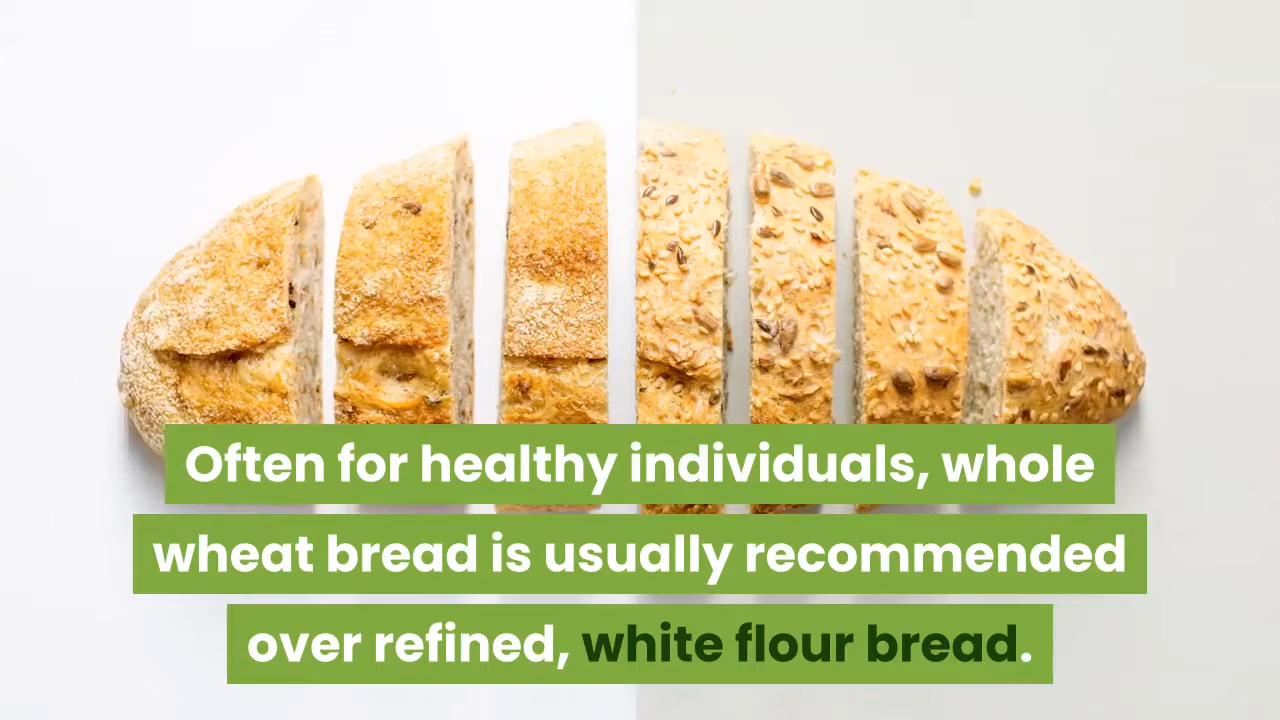 Often for healthy individuals, whole
wheat bread is usually recommended
over refined, white flour bread.